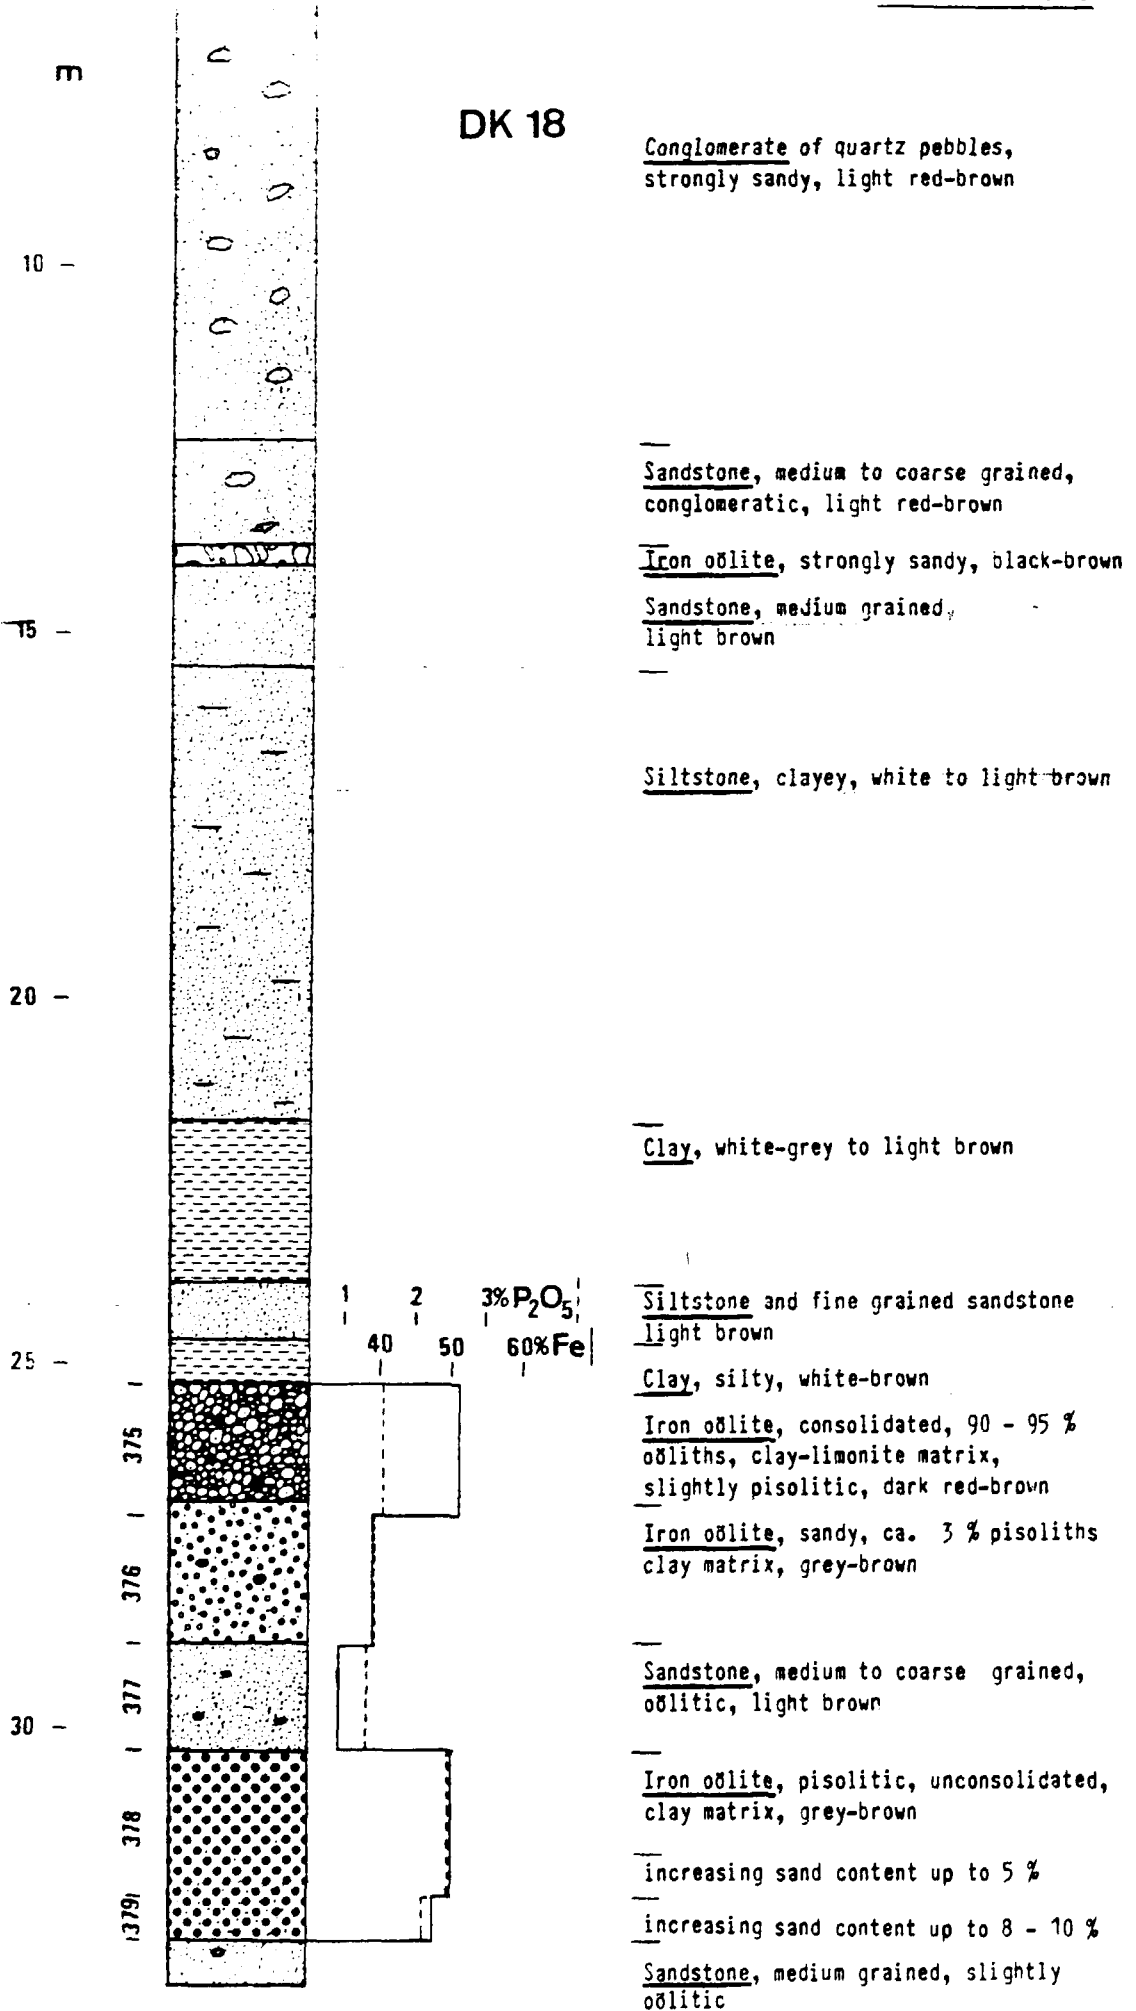 m
DK 18
Conglomerate of quartz pebbles,
strongly sandy, light red-brown
10 –
Sandstone, medium to coarse grained,
conglomeratic, light red-brown
Iron oölite, strongly sandy, black-brown
Sandstone, medium grained,
light brown
15 –
Siltstone, clayey, white to light brown
20 –
Clay, white-grey to light brown
1 2 3% P₂O₅
Siltstone and fine grained sandstone
light brown
40 50 60% Fe
25 –
Clay, silty, white-brown
375
Iron oölite, consolidated, 90 – 95 %
oöliths, clay-limonite matrix,
slightly pisolitic, dark red-brown
376
Iron oölite, sandy, ca. 3 % pisoliths
clay matrix, grey-brown
377
Sandstone, medium to coarse grained,
oölitic, light brown
30 –
378
Iron oölite, pisolitic, unconsolidated,
clay matrix, grey-brown
increasing sand content up to 5 %
379
increasing sand content up to 8 – 10 %
Sandstone, medium grained, slightly
oölitic